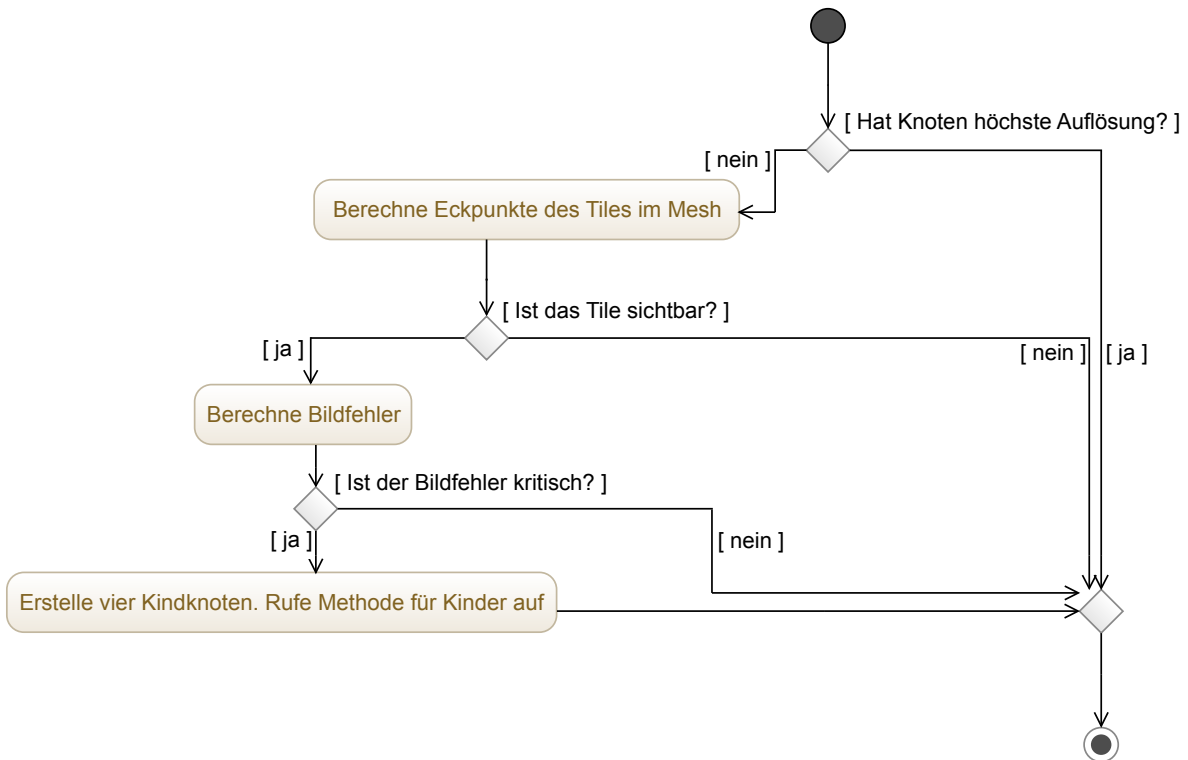 [ Hat Knoten höchste Auflösung? ]
[ nein ]
Berechne Eckpunkte des Tiles im Mesh
[ Ist das Tile sichtbar? ]
[ ja ]
[ nein ]
[ ja ]
Berechne Bildfehler
[ Ist der Bildfehler kritisch? ]
[ ja ]
[ nein ]
Erstelle vier Kindknoten. Rufe Methode für Kinder auf